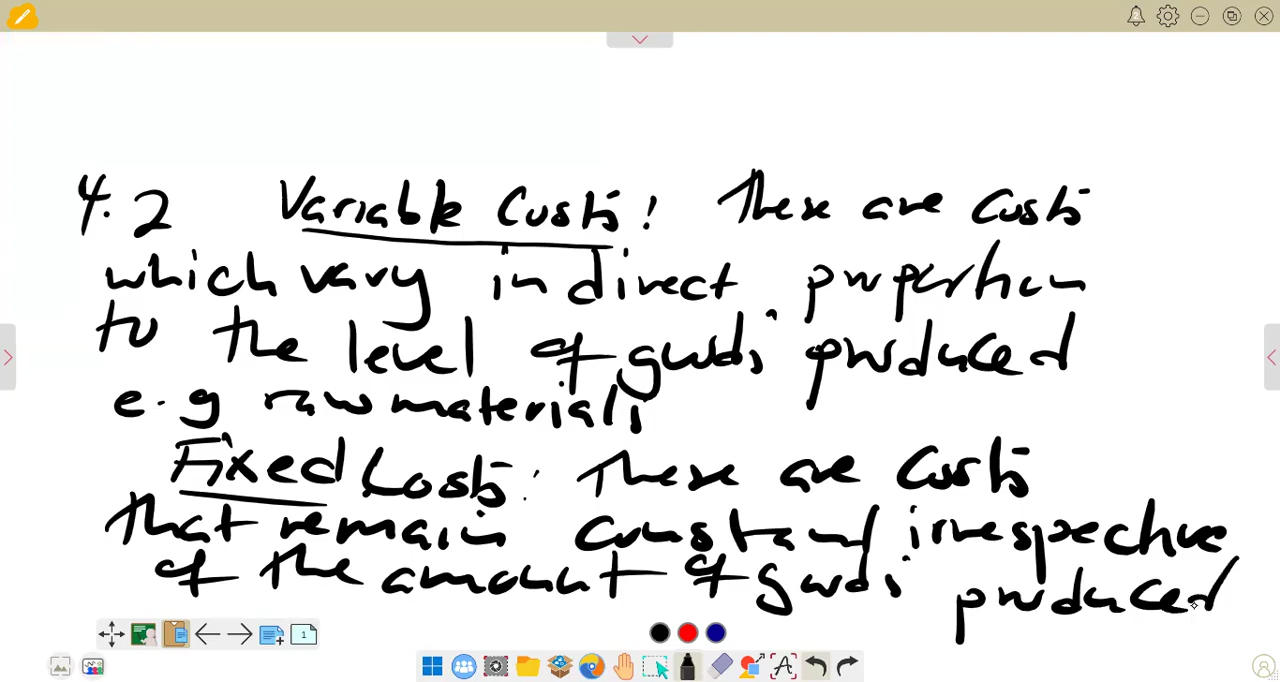 4.2 Variable Costs: These are costs
which vary in direct proportion
to the level of goods produced
e.g raw materials
Fixed Costs: These are costs
that remain constant irrespective
of the amount of goods produced
1